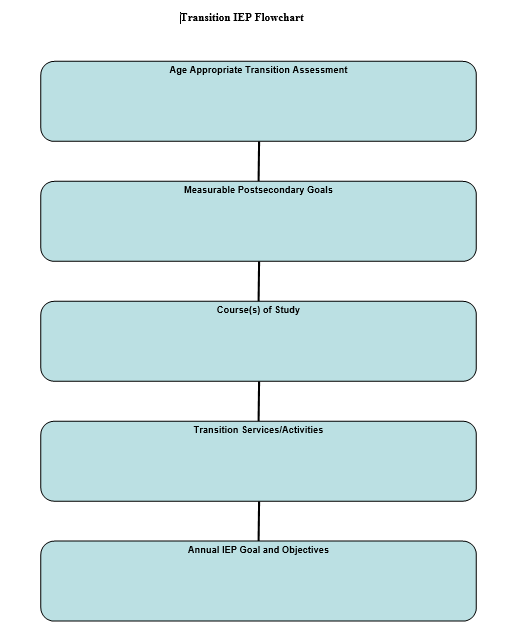 Transition IEP Flowchart
Age Appropriate Transition Assessment
Measurable Postsecondary Goals
Course(s) of Study
Transition Services/Activities
Annual IEP Goal and Objectives